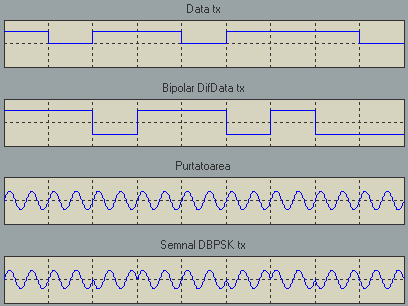 Data tx
Bipolar DifData tx
Purtatoarea
Semnal DBPSK tx